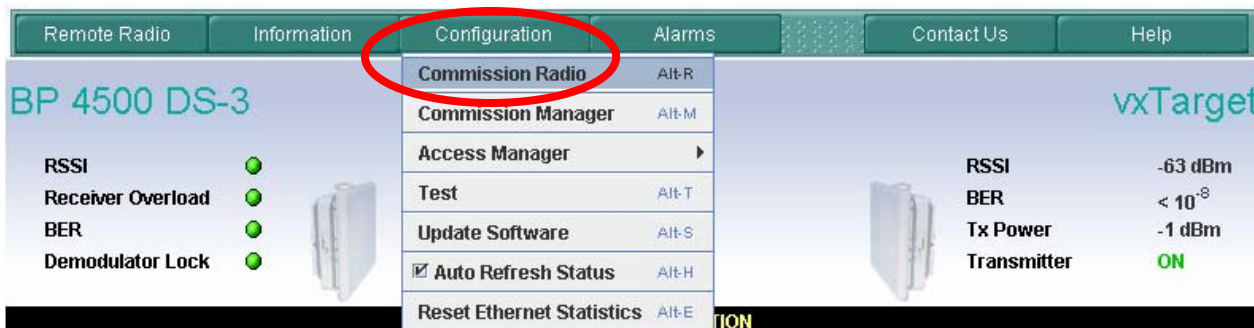 Remote Radio Information Configuration Alarms Contact Us Help
BP 4500 DS-3
RSSI
Receiver Overload
BER
Demodulator Lock
Commission Radio Alt-R
Commission Manager Alt-M
Access Manager
Test Alt-T
Update Software Alt-S
Auto Refresh Status Alt-H
Reset Ethernet Statistics Alt-E
vxTarget
RSSI -63 dBm
BER < 10⁻⁸
Tx Power -1 dBm
Transmitter ON